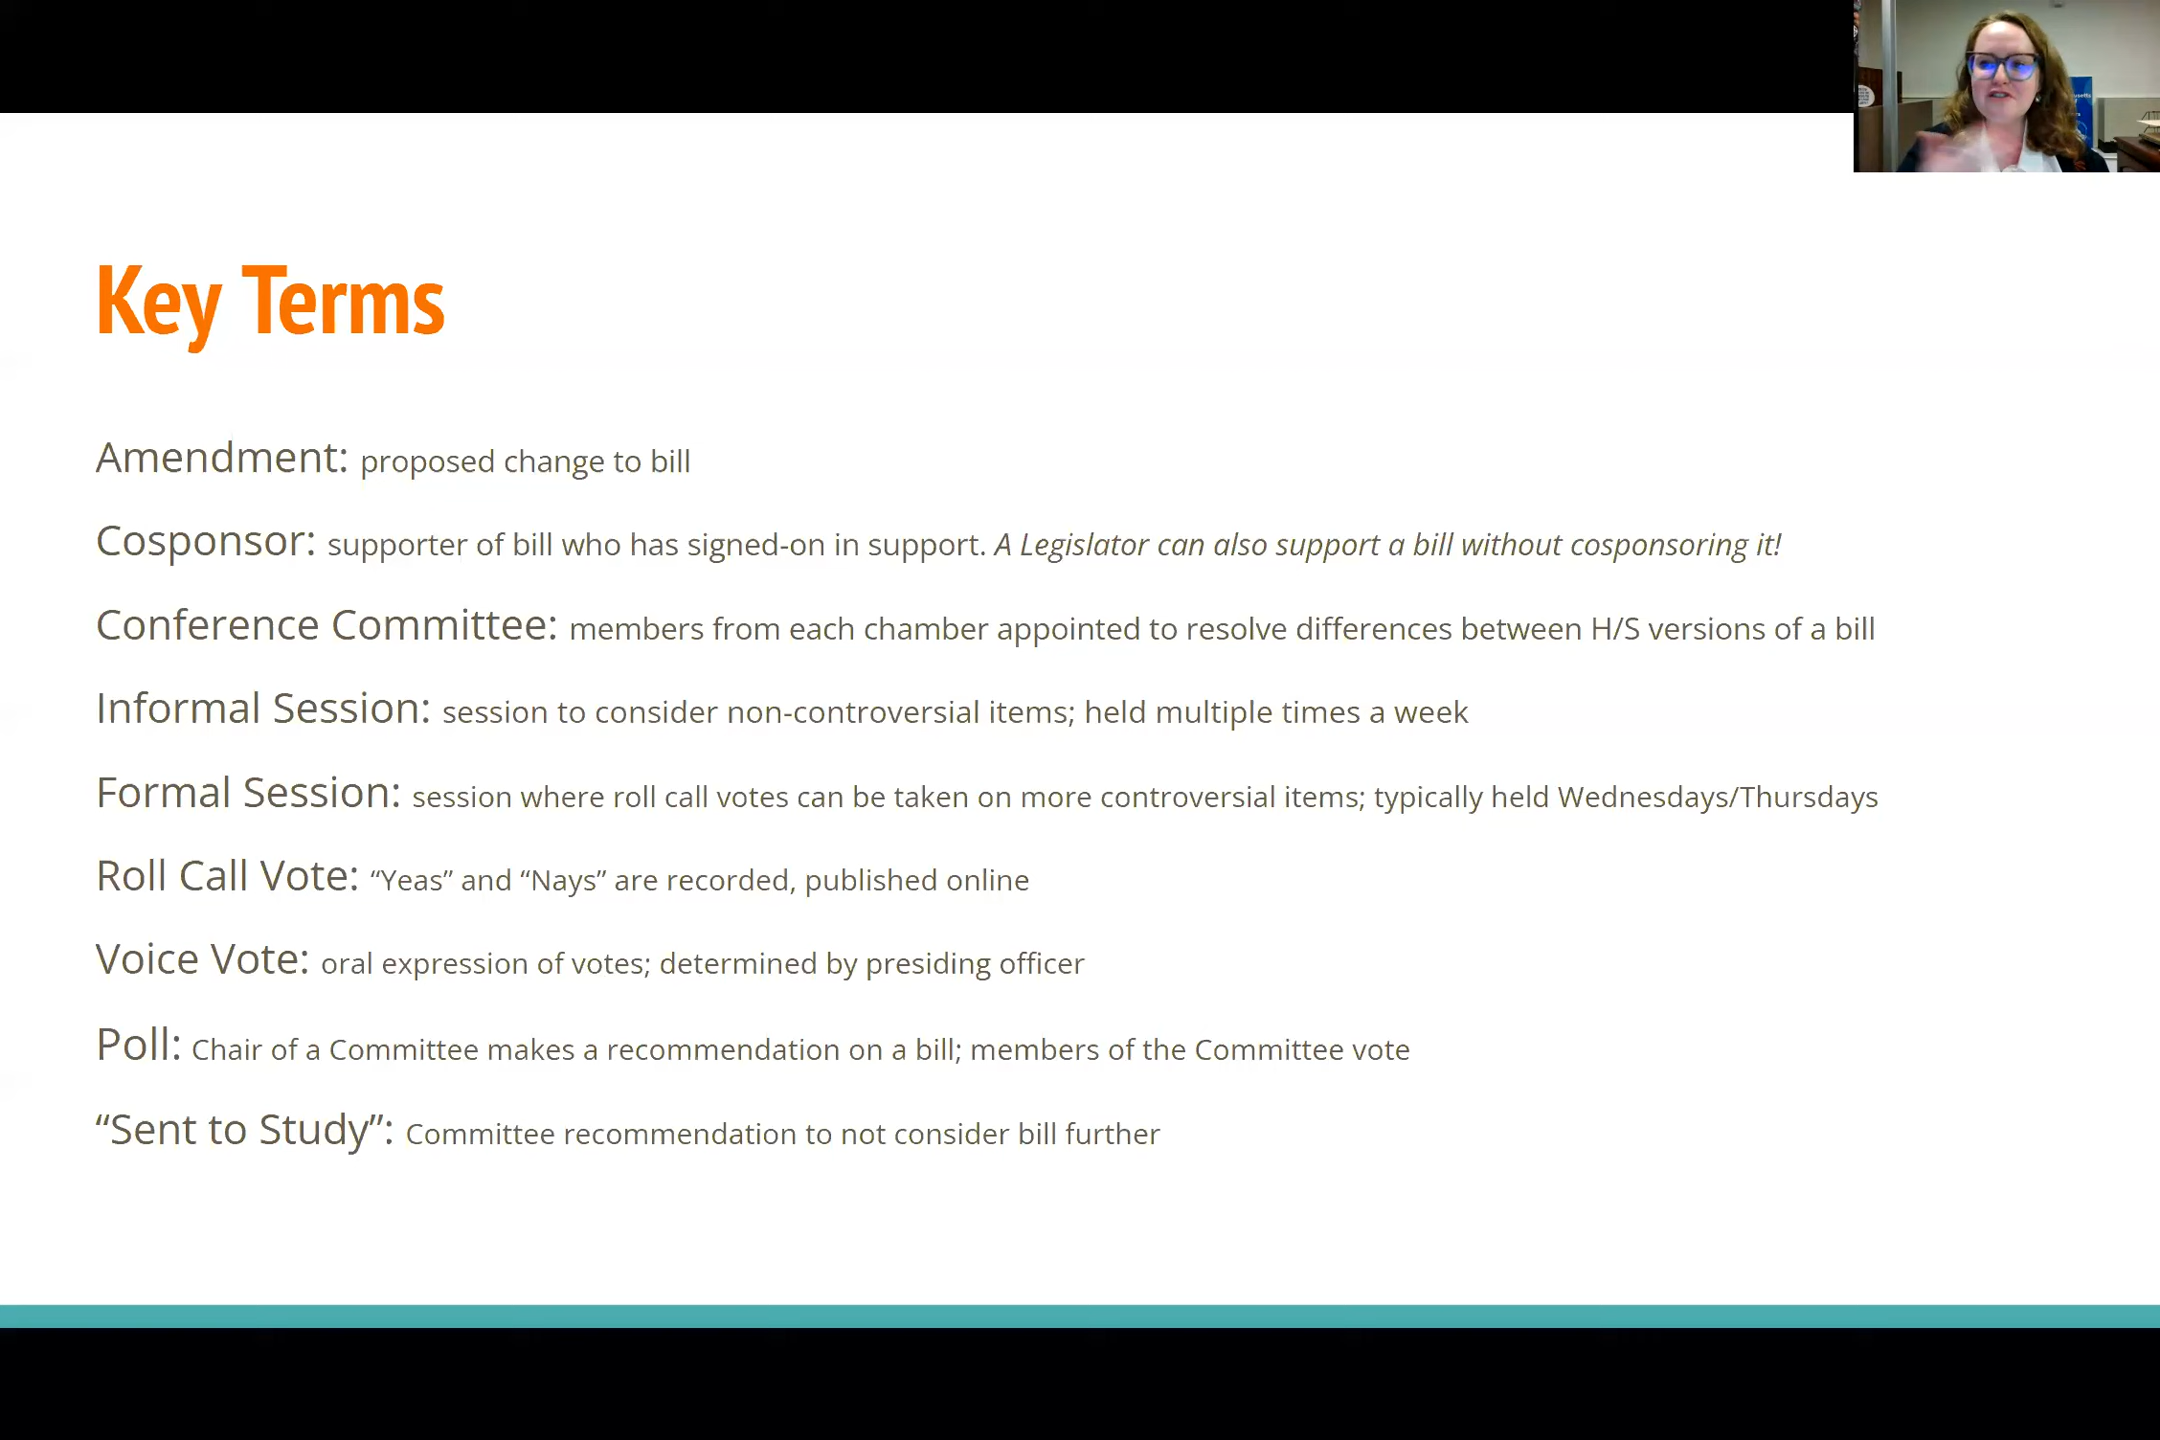 Key Terms
Amendment: proposed change to bill
Cosponsor: supporter of bill who has signed-on in support. A Legislator can also support a bill without cosponsoring it!
Conference Committee: members from each chamber appointed to resolve differences between H/S versions of a bill
Informal Session: session to consider non-controversial items; held multiple times a week
Formal Session: session where roll call votes can be taken on more controversial items; typically held Wednesdays/Thursdays
Roll Call Vote: “Yeas” and “Nays” are recorded, published online
Voice Vote: oral expression of votes; determined by presiding officer
Poll: Chair of a Committee makes a recommendation on a bill; members of the Committee vote
“Sent to Study”: Committee recommendation to not consider bill further